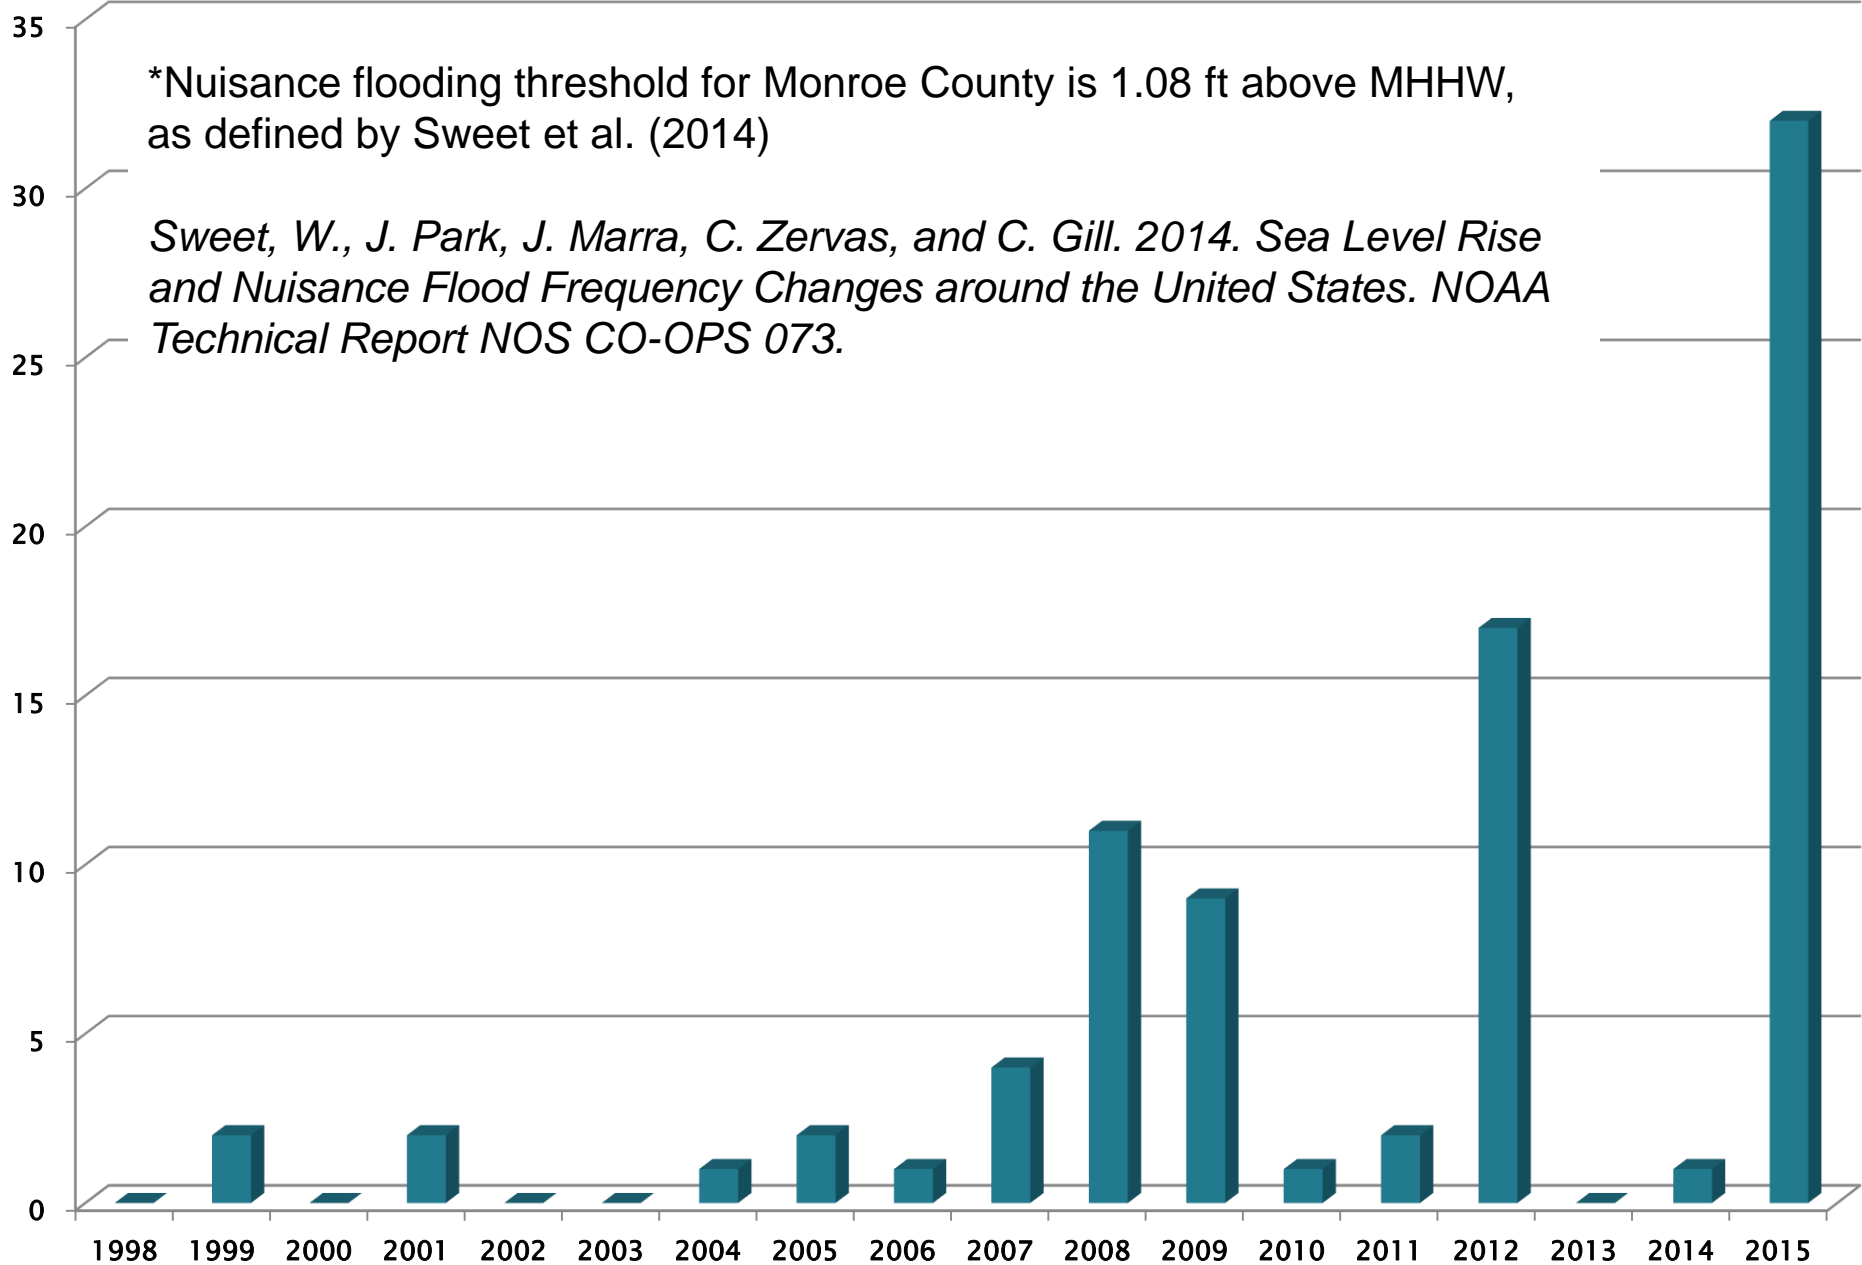 35
*Nuisance flooding threshold for Monroe County is 1.08 ft above MHHW,
as defined by Sweet et al. (2014)
30
Sweet, W., J. Park, J. Marra, C. Zervas, and C. Gill. 2014. Sea Level Rise
and Nuisance Flood Frequency Changes around the United States. NOAA
Technical Report NOS CO-OPS 073.
25
20
15
10
5
0
1998 1999 2000 2001 2002 2003 2004 2005 2006 2007 2008 2009 2010 2011 2012 2013 2014 2015